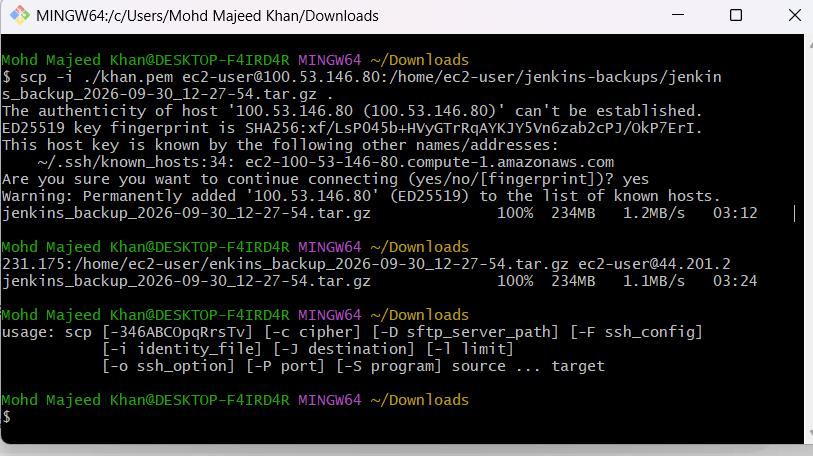 MINGW64:/c/Users/Mohd Majeed Khan/Downloads
Mohd Majeed Khan@DESKTOP-F4IRD4R MINGW64 ~/Downloads
$ scp -i ./khan.pem ec2-user@100.53.146.80:/home/ec2-user/jenkins-backups/jenkin
s_backup_2026-09-30_12-27-54.tar.gz .
The authenticity of host '100.53.146.80 (100.53.146.80)' can't be established.
ED25519 key fingerprint is SHA256:xf/LsPO45b+HVyGTrRqAYKJY5Vn6zab2cPJ/OkP7ErI.
This host key is known by the following other names/addresses:
    ~/.ssh/known_hosts:34: ec2-100-53-146-80.compute-1.amazonaws.com
Are you sure you want to continue connecting (yes/no/[fingerprint])? yes
Warning: Permanently added '100.53.146.80' (ED25519) to the list of known hosts.
jenkins_backup_2026-09-30_12-27-54.tar.gz 100% 234MB 1.2MB/s 03:12
Mohd Majeed Khan@DESKTOP-F4IRD4R MINGW64 ~/Downloads
231.175:/home/ec2-user/enkins_backup_2026-09-30_12-27-54.tar.gz ec2-user@44.201.2
jenkins_backup_2026-09-30_12-27-54.tar.gz 100% 234MB 1.1MB/s 03:24
Mohd Majeed Khan@DESKTOP-F4IRD4R MINGW64 ~/Downloads
usage: scp [-346ABCOpqRrsTv] [-c cipher] [-D sftp_server_path] [-F ssh_config]
           [-i identity_file] [-J destination] [-l limit]
           [-o ssh_option] [-P port] [-S program] source ... target
Mohd Majeed Khan@DESKTOP-F4IRD4R MINGW64 ~/Downloads
$